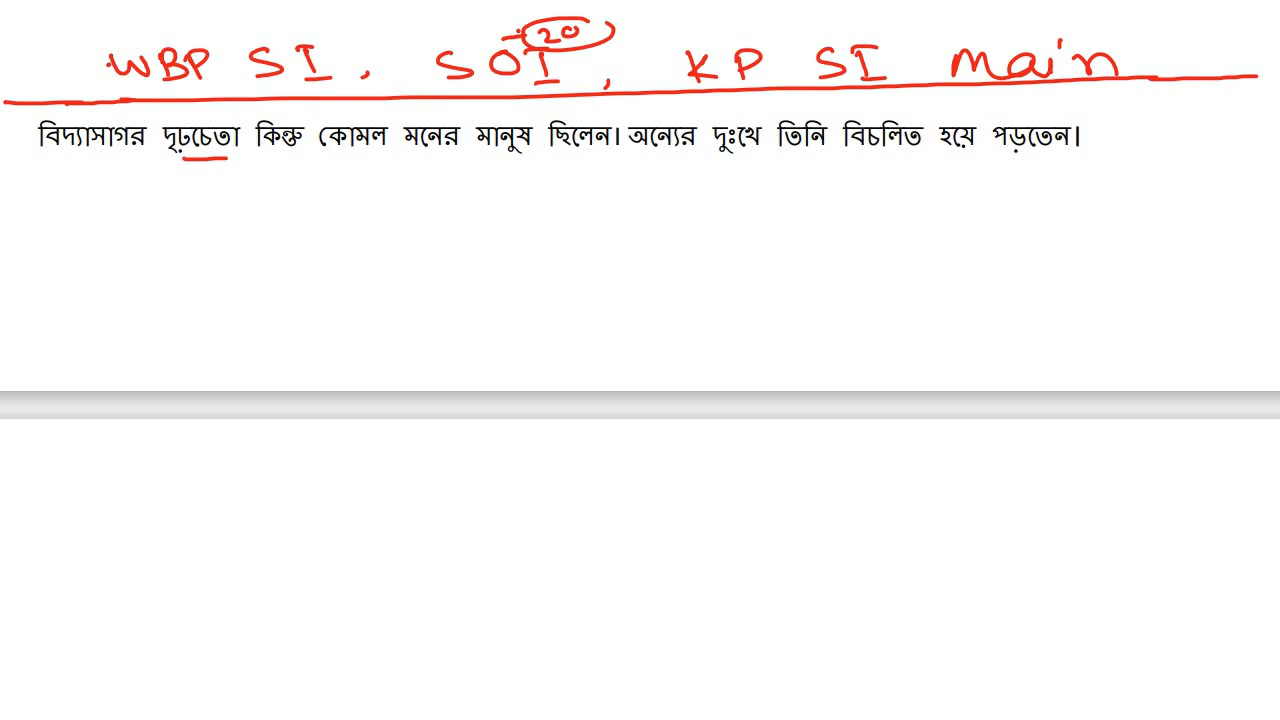 20
WBP SI, SOI, KP SI Main
বিদ্যাসাগর দৃঢ়চেতা কিন্তু কোমল মনের মানুষ ছিলেন। অন্যের দুঃখে তিনি বিচলিত হয়ে পড়তেন।